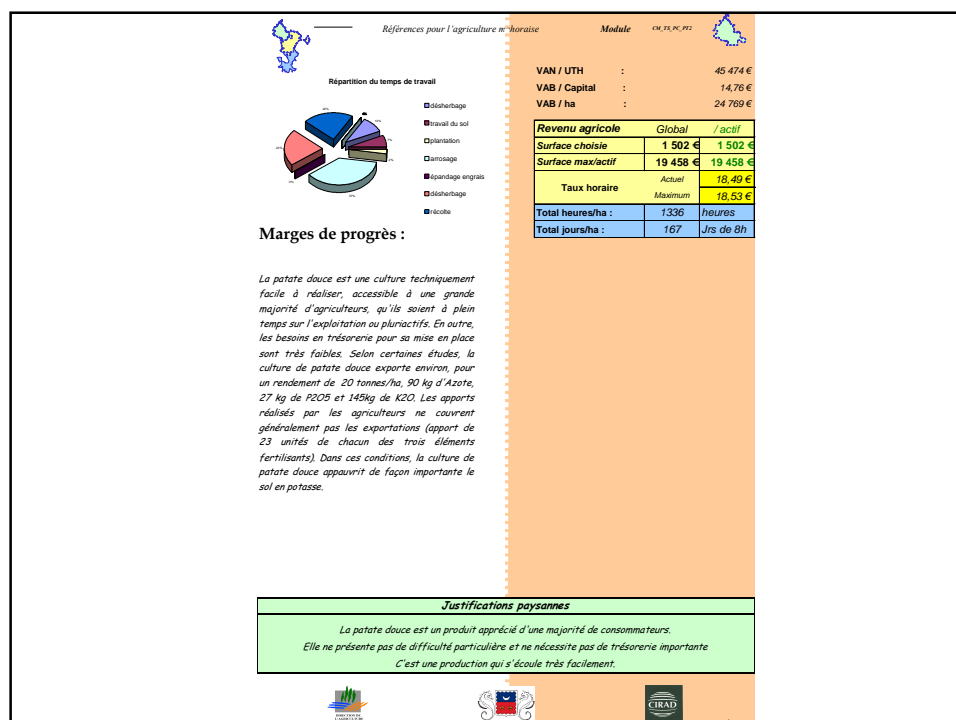 Références pour l'agriculture mahoraise
Module CM_TS_PC_PT2
Répartition du temps de travail
désherbage
travail du sol
plantation
arrosage
épandage engrais
désherbage
récolte
VAN / UTH : 45 474 €
VAB / Capital : 14,76 €
VAB / ha : 24 769 €
Revenu agricole Global / actif
Surface choisie 1 502 € 1 502 €
Surface max/actif 19 458 € 19 458 €
Taux horaire Actuel 18,49 €
Maximum 18,53 €
Total heures/ha : 1336 heures
Total jours/ha : 167 Jrs de 8h
Marges de progrès :
La patate douce est une culture techniquement
facile à réaliser, accessible à une grande
majorité d'agriculteurs, qu'ils soient à plein
temps sur l'exploitation ou pluriactifs. En outre,
les besoins en trésorerie pour sa mise en place
sont très faibles. Selon certaines études, la
culture de patate douce exporte environ, pour
un rendement de 20 tonnes/ha, 90 kg d'Azote,
27 kg de P2O5 et 145kg de K2O. Les apports
réalisés par les agriculteurs ne couvrent
généralement pas les exportations (apport de
23 unités de chacun des trois éléments
fertilisants). Dans ces conditions, la culture de
patate douce appauvrit de façon importante le
sol en potasse.
Justifications paysannes
La patate douce est un produit apprécié d'une majorité de consommateurs.
Elle ne présente pas de difficulté particulière et ne nécessite pas de trésorerie importante
C'est une production qui s'écoule très facilement.
DIRECTION DE
L'AGRICULTURE
CIRAD